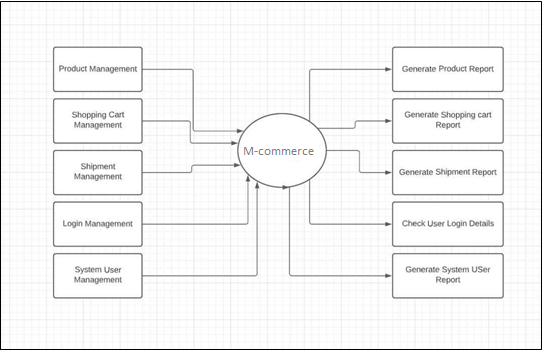 Product Management
Shopping Cart
Management
Shipment
Management
Login Management
System User
Management
M-commerce
Generate Product Report
Generate Shopping cart
Report
Generate Shipment Report
Check User Login Details
Generate System USer
Report